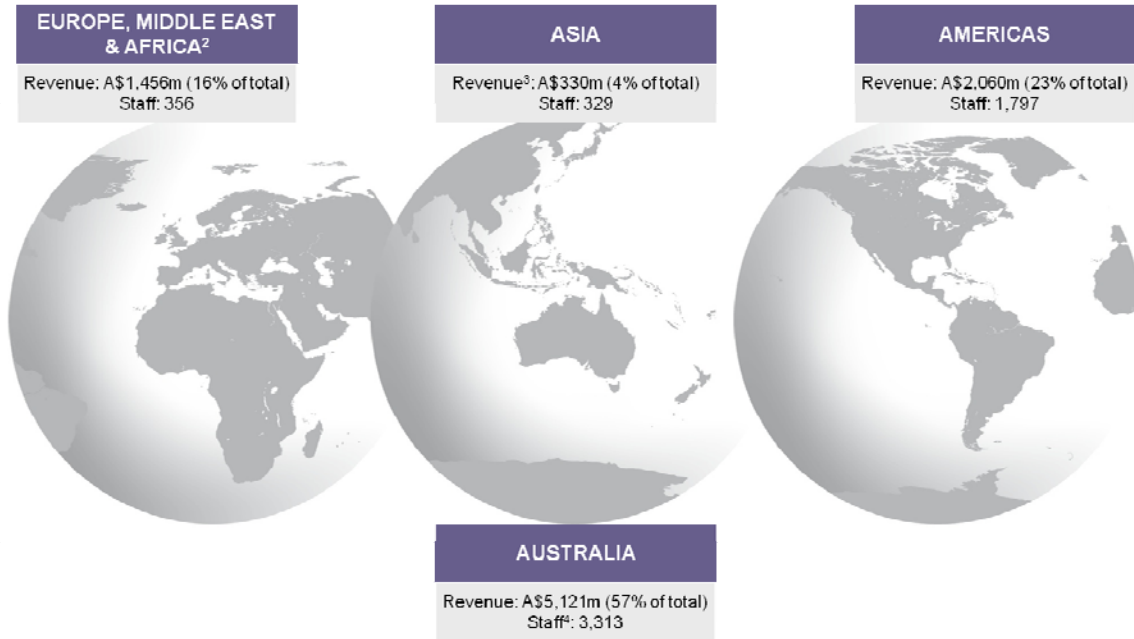 EUROPE, MIDDLE EAST
& AFRICA²
Revenue: A$1,456m (16% of total)
Staff: 356
ASIA
Revenue³: A$330m (4% of total)
Staff: 329
AMERICAS
Revenue: A$2,060m (23% of total)
Staff: 1,797
AUSTRALIA
Revenue: A$5,121m (57% of total)
Staff⁴: 3,313